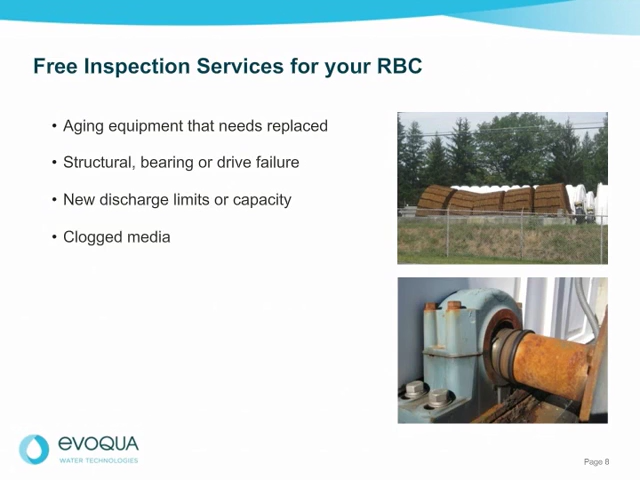 Free Inspection Services for your RBC
• Aging equipment that needs replaced
• Structural, bearing or drive failure
• New discharge limits or capacity
• Clogged media
evoqua
WATER TECHNOLOGIES
Page 8